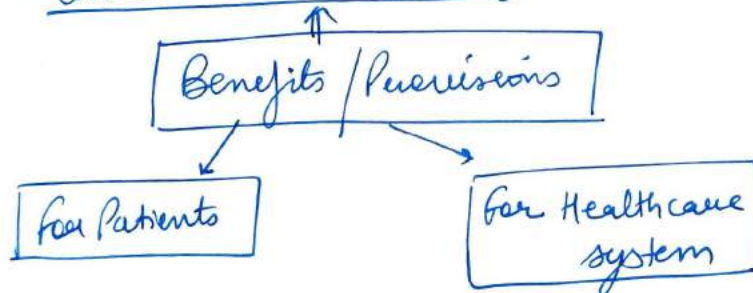 Benefits / Provisions
For Patients
For Healthcare
system